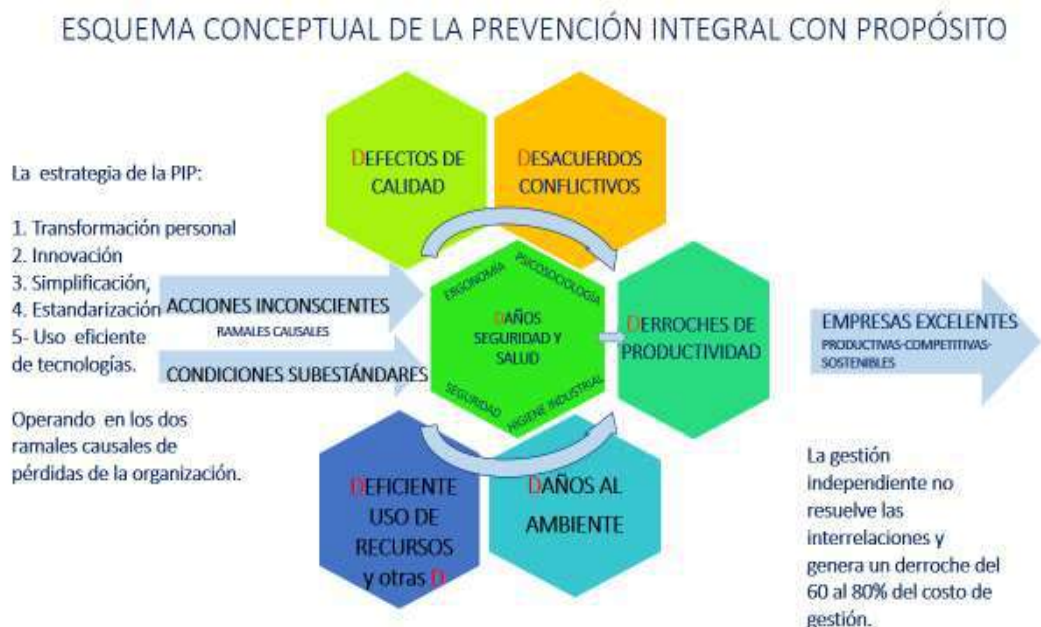 ESQUEMA CONCEPTUAL DE LA PREVENCIÓN INTEGRAL CON PROPÓSITO
La estrategia de la PIP:
1. Transformación personal
2. Innovación
3. Simplificación,
4. Estandarización
5- Uso eficiente
de tecnologías.
Operando en los dos
ramales causales de
pérdidas de la organización.
ACCIONES INCONSCIENTES
RAMALES CAUSALES
CONDICIONES SUBESTÁNDARES
DEFECTOS DE
CALIDAD
DESACUERDOS
CONFLICTIVOS
ERGONOMÍA
PSICOSOCIOLOGÍA
DAÑOS
SEGURIDAD Y
SALUD
SEGURIDAD
HIGIENE INDUSTRIAL
DERROCHES DE
PRODUCTIVIDAD
DEFICIENTE
USO DE
RECURSOS
y otras D
DAÑOS AL
AMBIENTE
EMPRESAS EXCELENTES
PRODUCTIVAS-COMPETITIVAS-
SOSTENIBLES
La gestión
independiente no
resuelve las
interrelaciones y
genera un derroche del
60 al 80% del costo de
gestión.